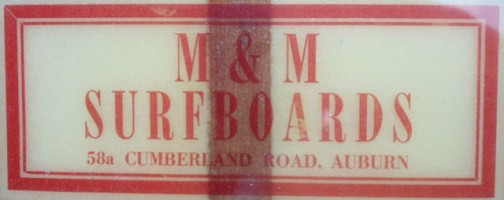 M & M
SURFBOARDS
58a CUMBERLAND ROAD, AUBURN